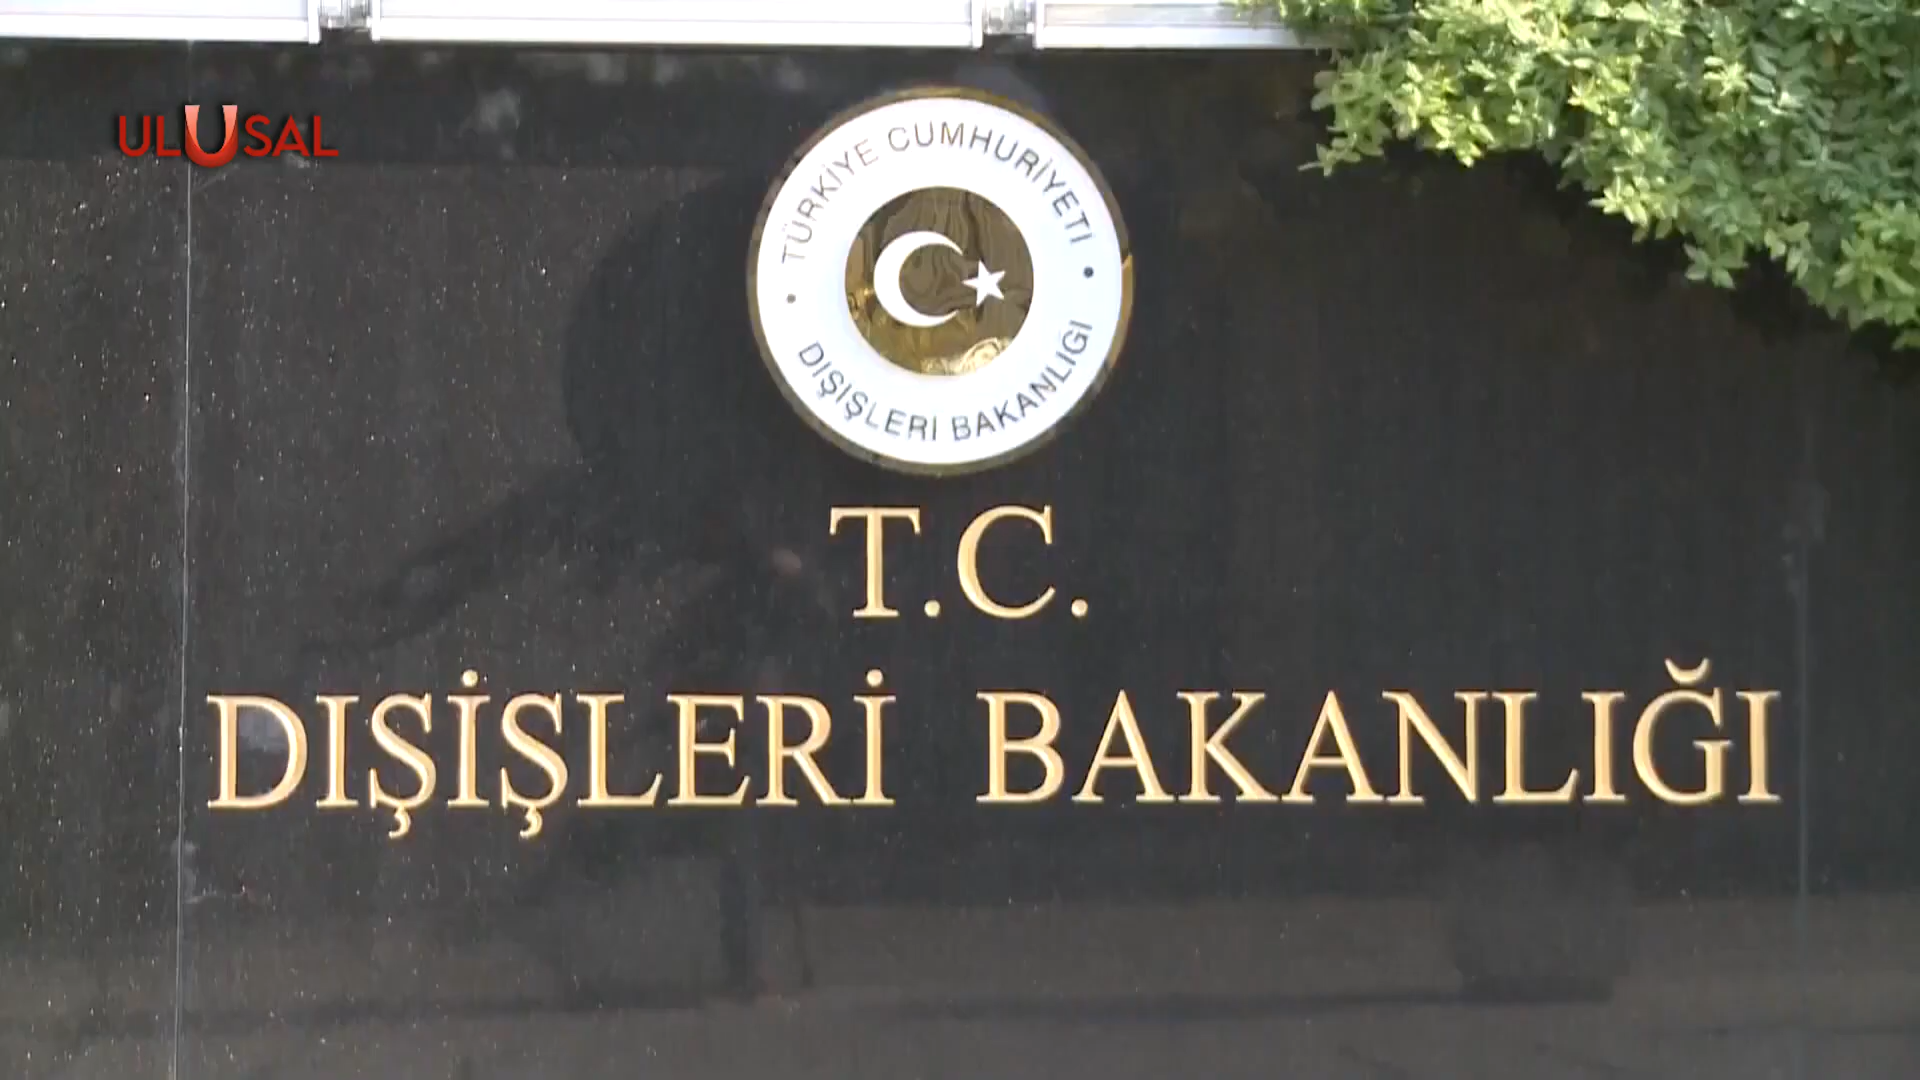 ULUSAL
TÜRKİYE CUMHURİYETİ
DIŞİŞLERİ BAKANLIĞI
T.C.
DIŞİŞLERİ BAKANLIĞI